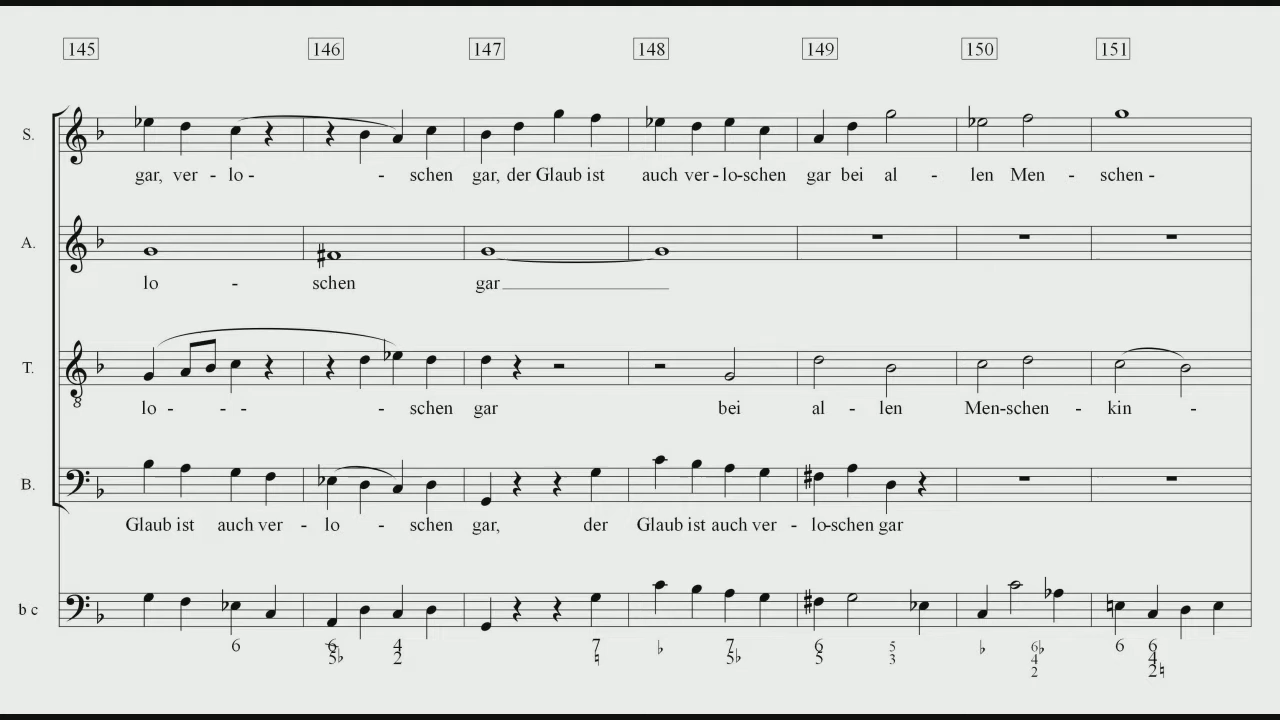 145 146 147 148 149 150 151
S.
gar, ver - lo - - schen gar, der Glaub ist auch ver - lo-schen gar bei al - len Men - schen -
A.
lo - schen gar
T.
8
lo - - - - schen gar bei al - len Men-schen - kin -
B.
Glaub ist auch ver - lo - schen gar, der Glaub ist auch ver - lo-schen gar
b c
6 6 4 7 ♭ 7 6 5 ♭ 6♭ 6 6
5♭ 2 ♮ 5♭ 5 3 4 4
2 2♮